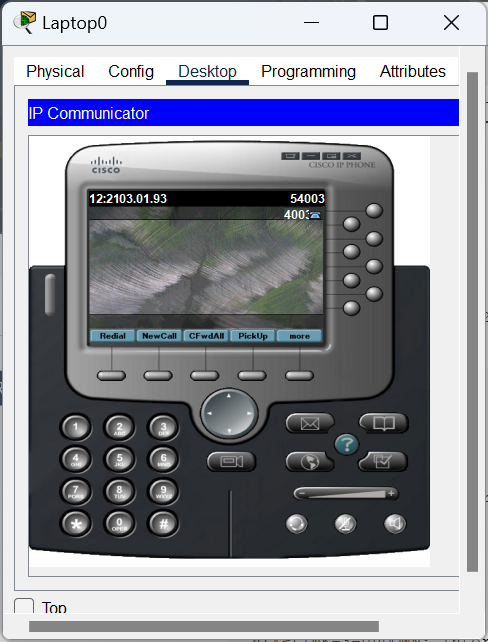 Laptop0
Physical Config Desktop Programming Attributes
IP Communicator
CISCO
CISCO IP PHONE
12:2103.01.93 54003
4003
Redial NewCall CFwdAll PickUp more
1 2 ABC 3 DEF
4 GHI 5 JKL 6 MNO
7 PQRS 8 TUV 9 WXYZ
* 0 OPER #
?
- +
Top